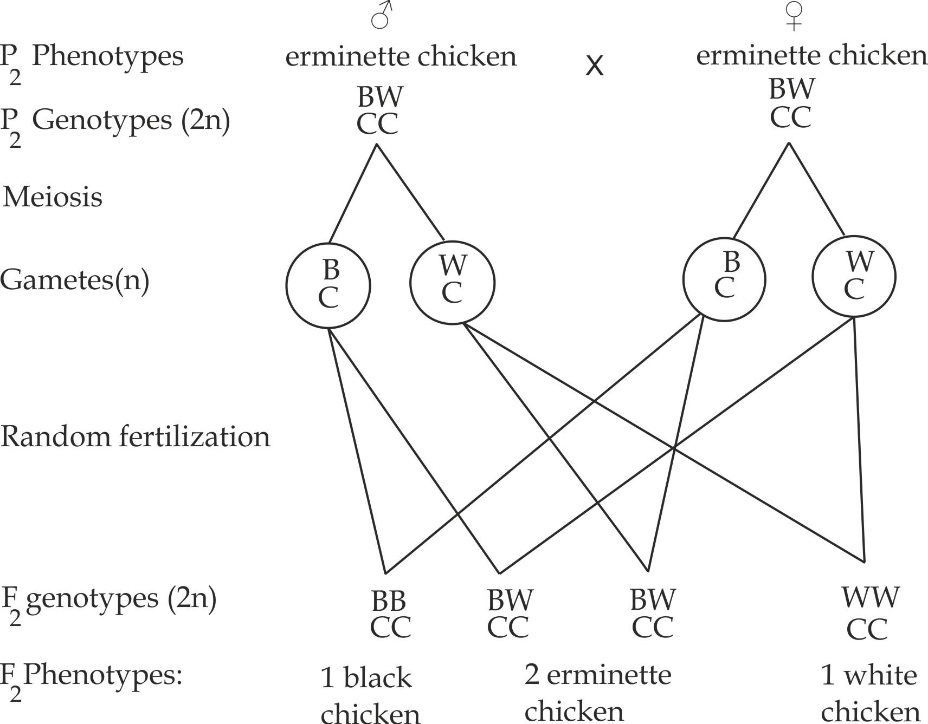 ♂ ♀
P2 Phenotypes erminette chicken X erminette chicken
P2 Genotypes (2n) BW BW
CC CC
Meiosis
Gametes(n) B W B W
C C C C
Random fertilization
F2 genotypes (2n) BB BW BW WW
CC CC CC CC
F2 Phenotypes: 1 black 2 erminette 1 white
chicken chicken chicken